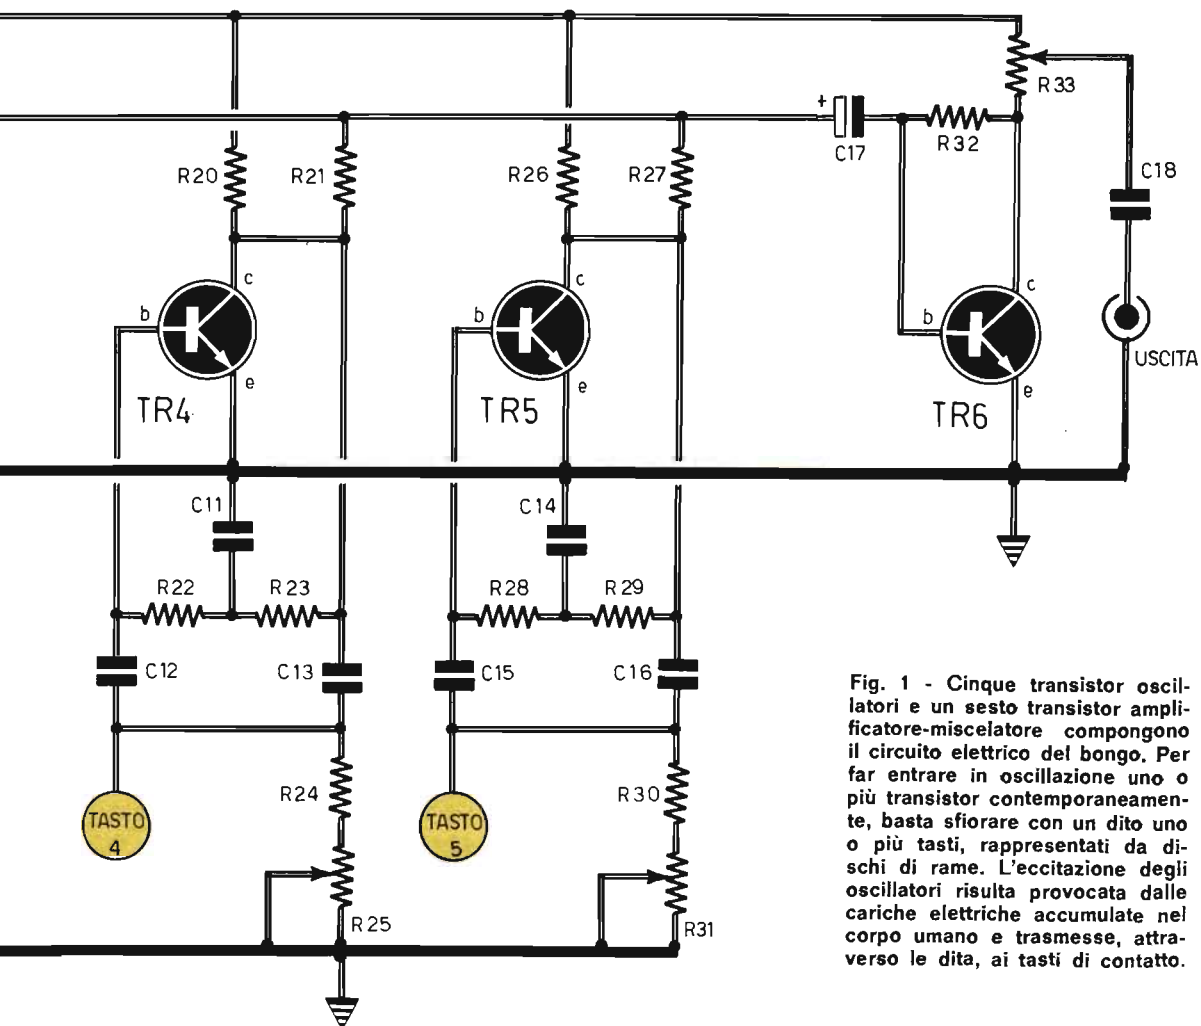 R33
+
C17
R32
C18
R20
R21
R26
R27
c
b
e
TR4
c
b
e
TR5
c
b
e
TR6
USCITA
C11
C14
R22
R23
R28
R29
C12
C13
C15
C16
R24
R30
TASTO
4
TASTO
5
R25
R31
Fig. 1 - Cinque transistor oscil-
latori e un sesto transistor ampli-
ficatore-miscelatore compongono
il circuito elettrico del bongo. Per
far entrare in oscillazione uno o
più transistor contemporaneamen-
te, basta sfiorare con un dito uno
o più tasti, rappresentati da di-
schi di rame. L'eccitazione degli
oscillatori risulta provocata dalle
cariche elettriche accumulate nel
corpo umano e trasmesse, attra-
verso le dita, ai tasti di contatto.